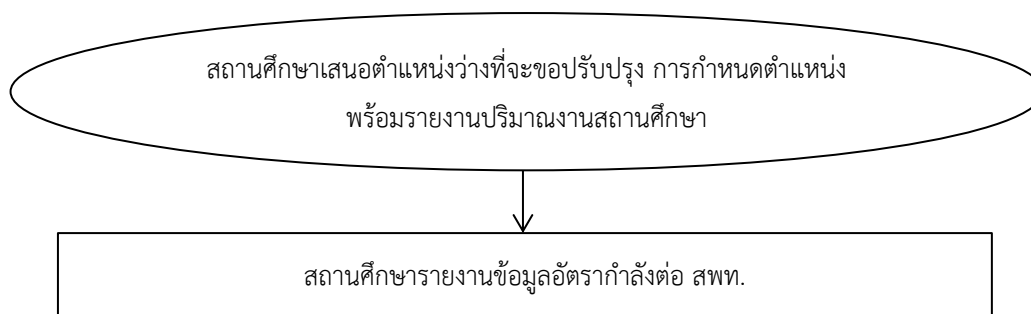 สถานศึกษาเสนอตำแหน่งว่างที่จะขอปรับปรุง การกำหนดตำแหน่ง
พร้อมรายงานปริมาณงานสถานศึกษา
สถานศึกษารายงานข้อมูลอัตรากำลังต่อ สพท.